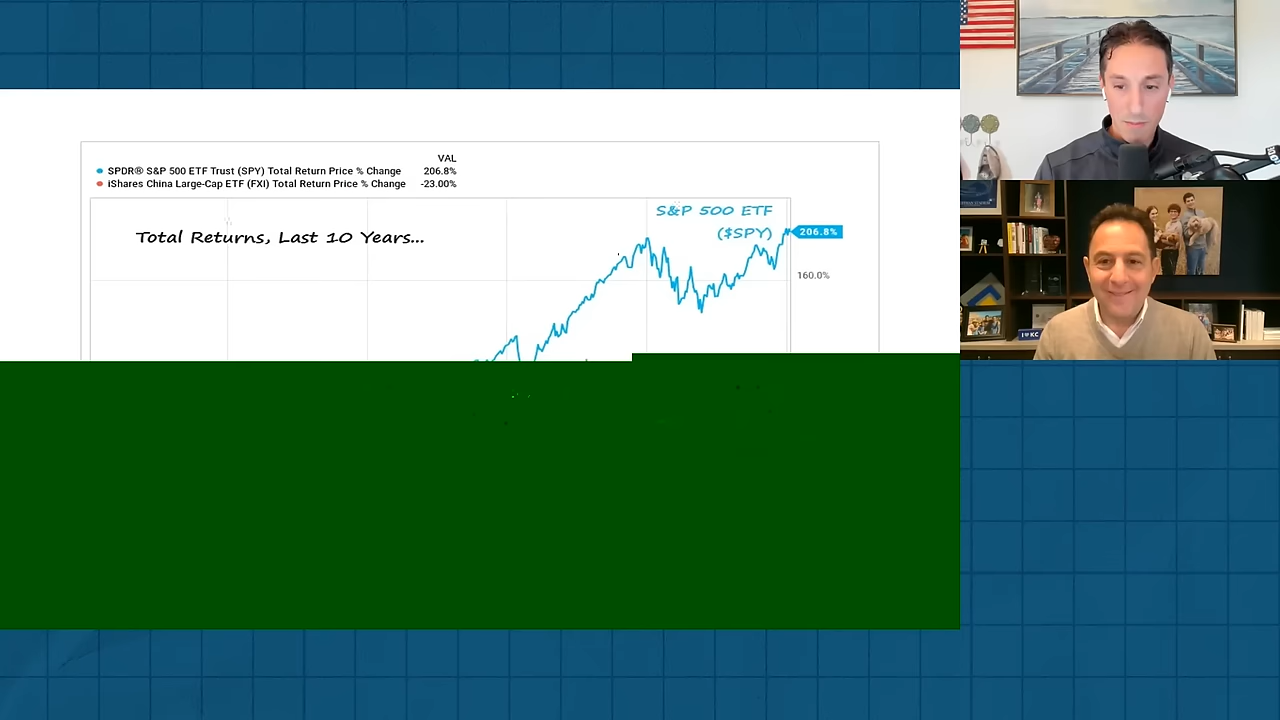 VAL
SPDR® S&P 500 ETF Trust (SPY) Total Return Price % Change 206.8%
iShares China Large-Cap ETF (FXI) Total Return Price % Change -23.00%
S&P 500 ETF
($SPY)
206.8%
Total Returns, Last 10 Years...
160.0%
I ♥ KC